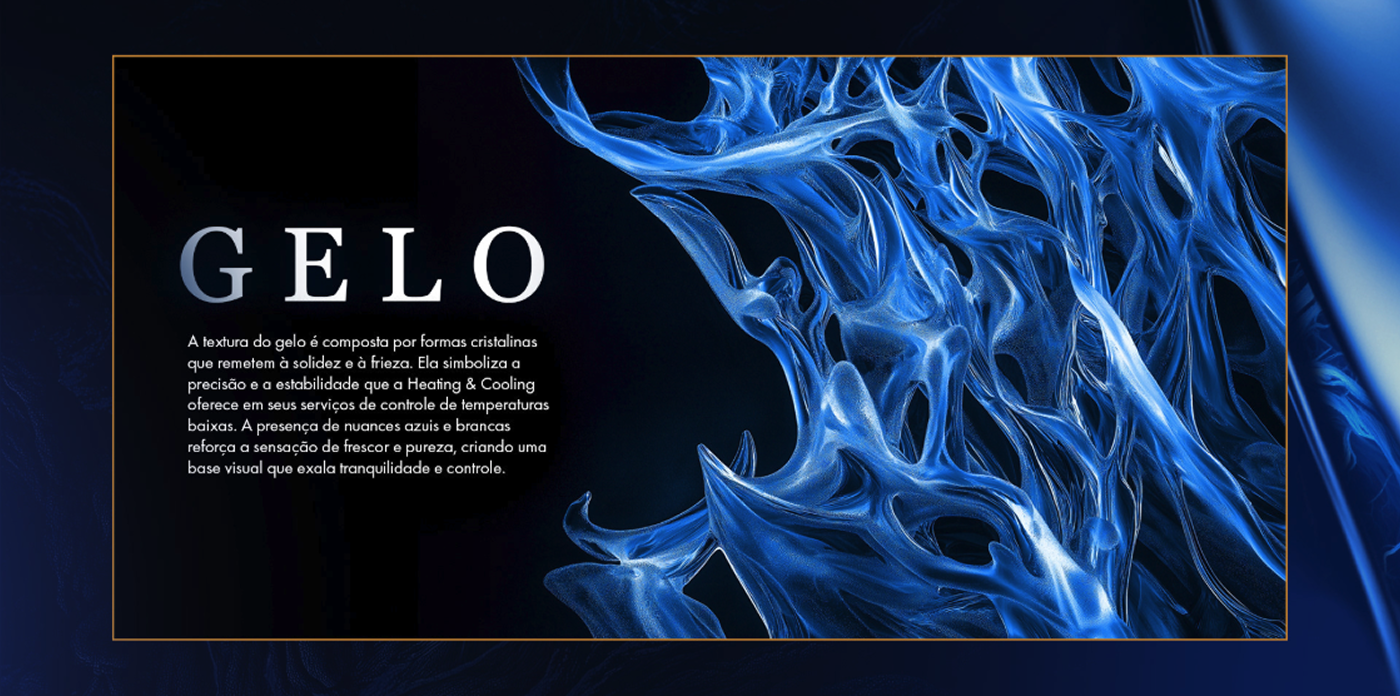 GELO
A textura do gelo é composta por formas cristalinas
que remetem à solidez e à frieza. Ela simboliza a
precisão e a estabilidade que a Heating & Cooling
oferece em seus serviços de controle de temperaturas
baixas. A presença de nuances azuis e brancas
reforça a sensação de frescor e pureza, criando uma
base visual que exala tranquilidade e controle.